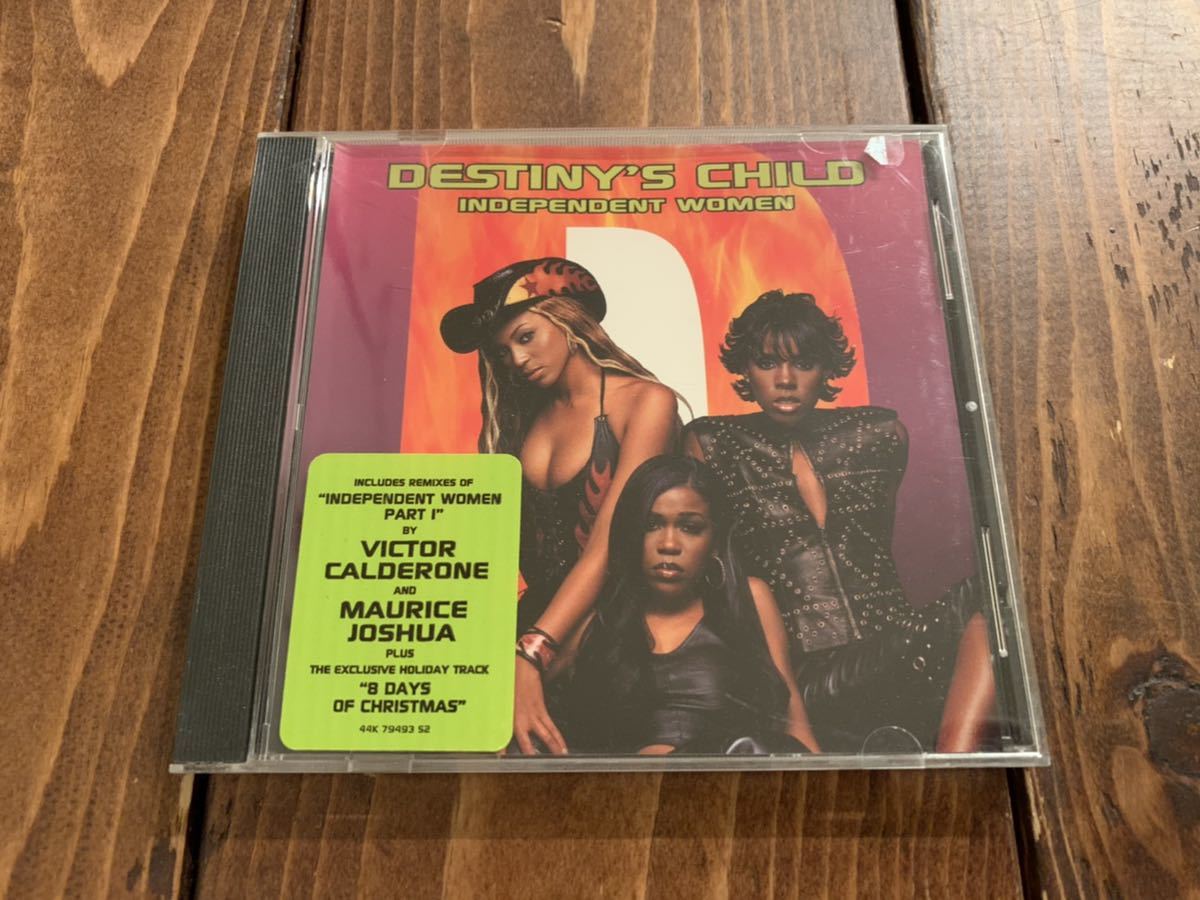 DESTINY'S CHILD
INDEPENDENT WOMEN
INCLUDES REMIXES OF
"INDEPENDENT WOMEN
PART I"
BY
VICTOR
CALDERONE
AND
MAURICE
JOSHUA
PLUS
THE EXCLUSIVE HOLIDAY TRACK
"8 DAYS
OF CHRISTMAS"
44K 79493 S2